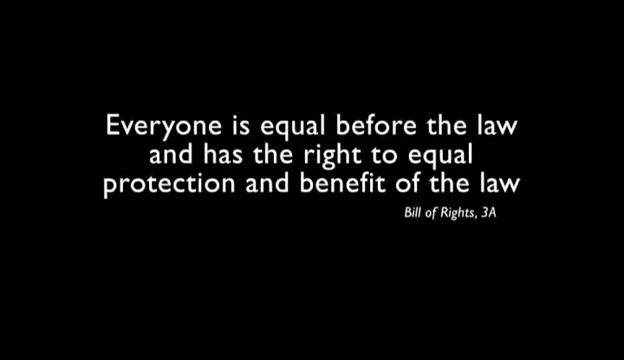 Everyone is equal before the law
and has the right to equal
protection and benefit of the law
Bill of Rights, 3A